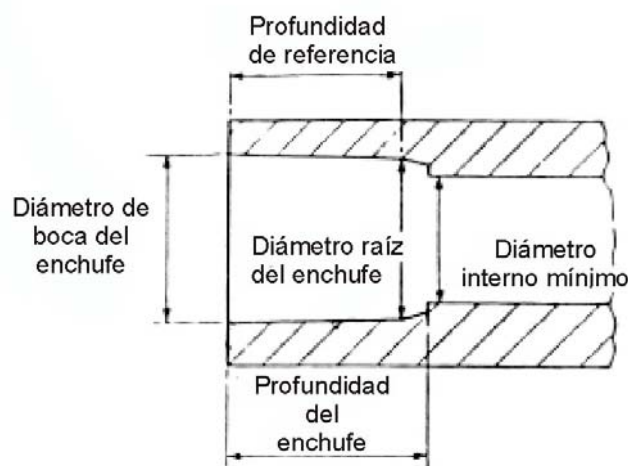 Profundidad
de referencia
Diámetro de
boca del
enchufe
Diámetro raíz
del enchufe
Diámetro
interno mínimo
Profundidad
del
enchufe